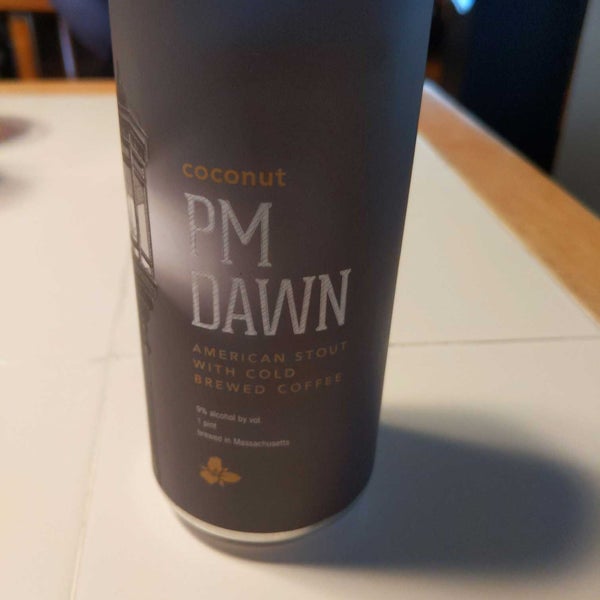 coconut
PM
DAWN
AMERICAN STOUT
WITH COLD
BREWED COFFEE
9% alcohol by vol
1 pint
brewed in Massachusetts